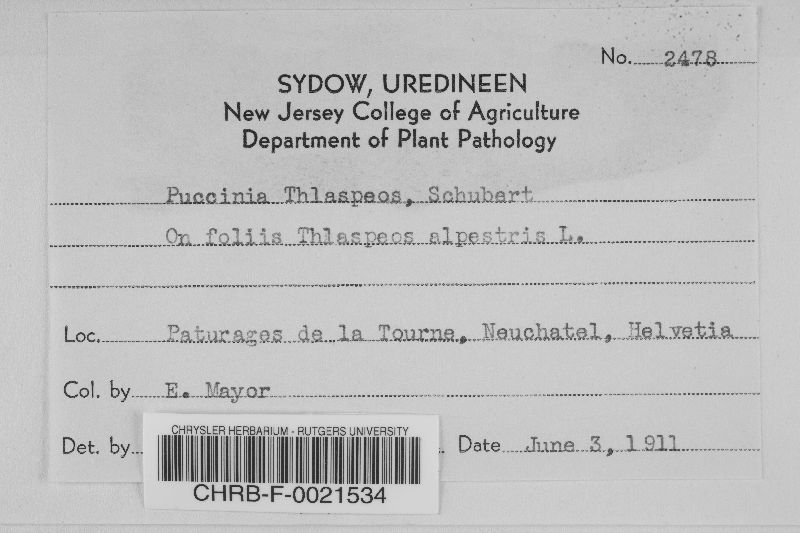 No. 2478
SYDOW, UREDINEEN
New Jersey College of Agriculture
Department of Plant Pathology
Puccinia Thlaspeos, Schubert
On foliis Thlaspeos alpestris L.
Loc. Paturages de la Tourne, Neuchatel, Helvetia
Col. by E. Mayor
Det. by
Date June 3, 1911
CHRYSLER HERBARIUM - RUTGERS UNIVERSITY
CHRB-F-0021534